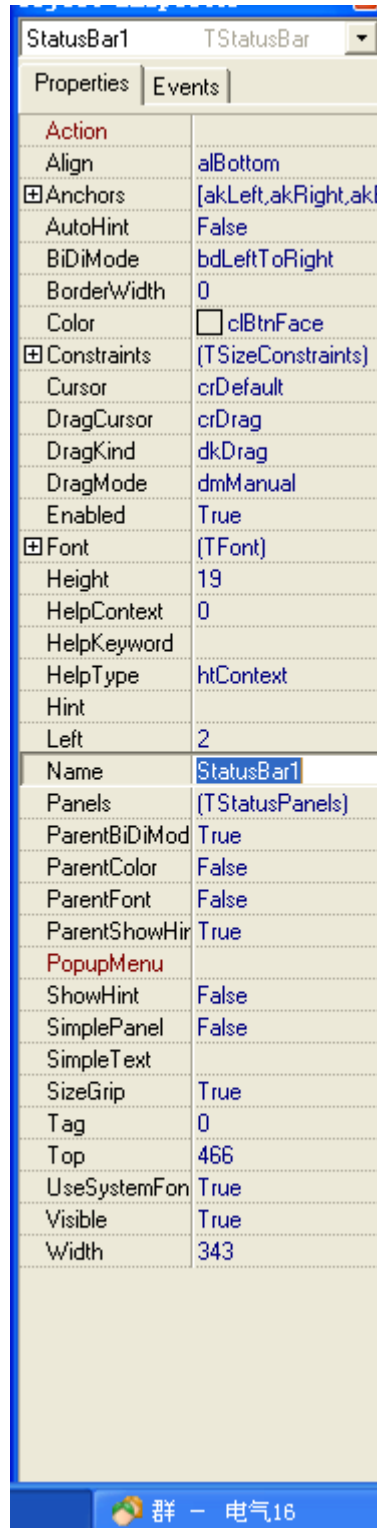 StatusBar1 TStatusBar
Properties Events
Action
Align alBottom
Anchors [akLeft,akRight,ak
AutoHint False
BiDiMode bdLeftToRight
BorderWidth 0
Color clBtnFace
Constraints (TSizeConstraints)
Cursor crDefault
DragCursor crDrag
DragKind dkDrag
DragMode dmManual
Enabled True
Font (TFont)
Height 19
HelpContext 0
HelpKeyword
HelpType htContext
Hint
Left 2
Name StatusBar1
Panels (TStatusPanels)
ParentBiDiMod True
ParentColor False
ParentFont False
ParentShowHir True
PopupMenu
ShowHint False
SimplePanel False
SimpleText
SizeGrip True
Tag 0
Top 466
UseSystemFon True
Visible True
Width 343
群 - 电气16